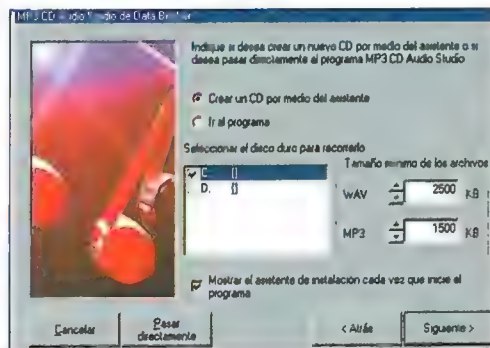 MP3 CD Audio Studio de Data Becker
Indique si desea crear un nuevo CD por medio del asistente o si
desea pasar directamente al programa MP3 CD Audio Studio
Crear un CD por medio del asistente
Ir al programa
Seleccionar el disco duro para recorrerlo
C: []
D: []
Tamaño mínimo de los archivos
WAV 2500 KB
MP3 1500 KB
Mostrar el asistente de instalación cada vez que inicie el
programa
Cancelar
Pasar
directamente
< Atrás
Siguiente >